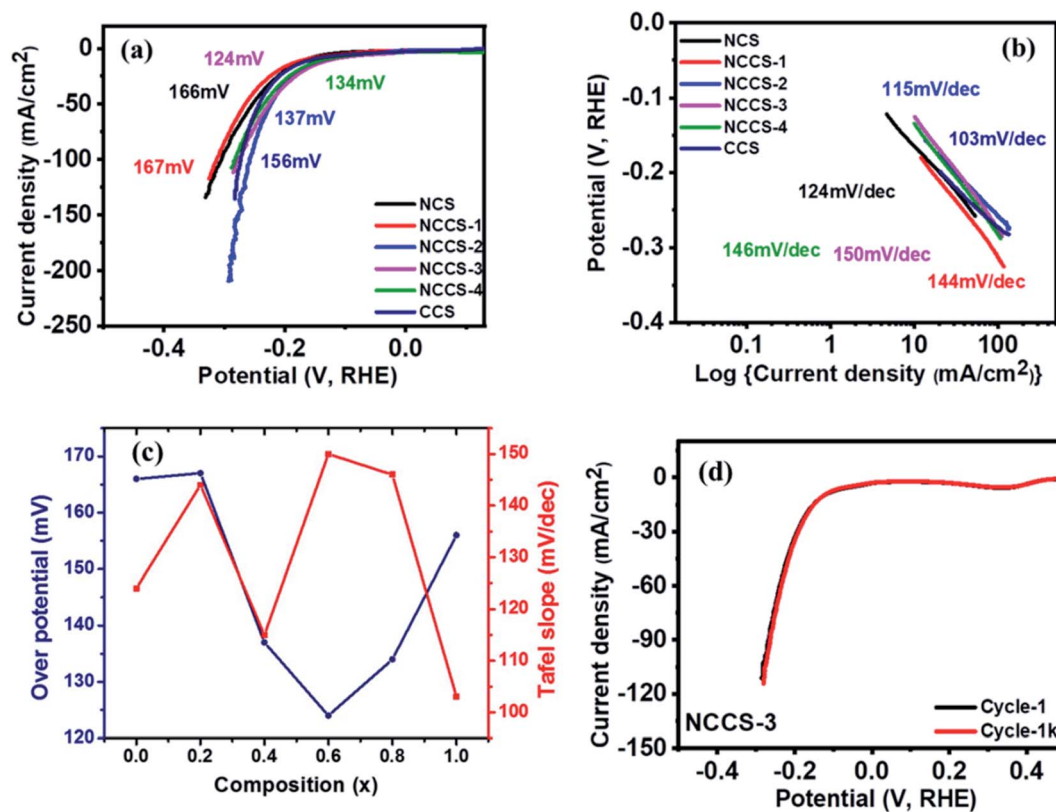 (a)
0
-50
-100
-150
-200
-250
Current density (mA/cm²)
124mV
166mV
167mV
134mV
137mV
156mV
NCS
NCCS-1
NCCS-2
NCCS-3
NCCS-4
CCS
-0.4
-0.2
0.0
Potential (V, RHE)
(b)
0.0
-0.1
-0.2
-0.3
-0.4
Potential (V, RHE)
NCS
NCCS-1
NCCS-2
NCCS-3
NCCS-4
CCS
115mV/dec
103mV/dec
124mV/dec
146mV/dec
150mV/dec
144mV/dec
0.1
1
10
100
Log {Current density (mA/cm²)}
(c)
170
160
150
140
130
120
Over potential (mV)
150
140
130
120
110
100
Tafel slope (mV/dec)
0.0
0.2
0.4
0.6
0.8
1.0
Composition (x)
(d)
0
-30
-60
-90
-120
-150
Current density (mA/cm²)
NCCS-3
Cycle-1
Cycle-1k
-0.4
-0.2
0.0
0.2
0.4
Potential (V, RHE)